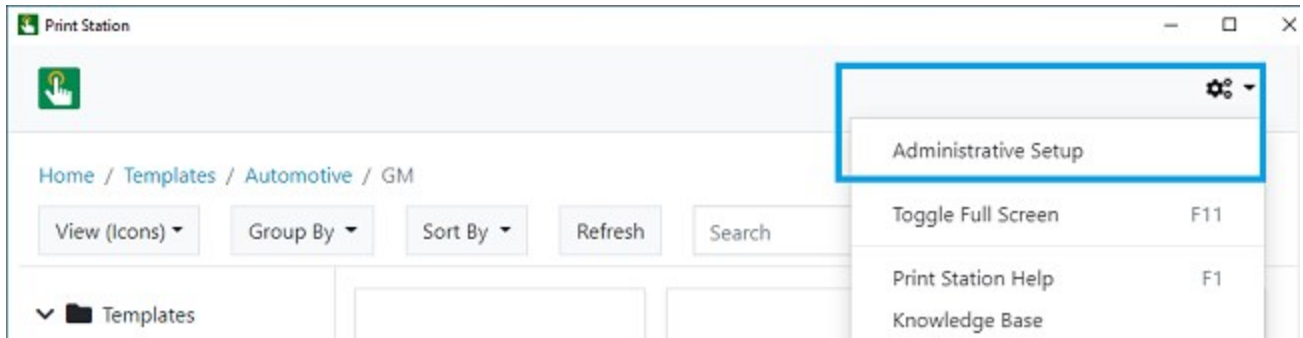 Print Station
Administrative Setup
Home / Templates / Automotive / GM
View (Icons) Group By Sort By Refresh Search
Toggle Full Screen F11
Print Station Help F1
Templates
Knowledge Base